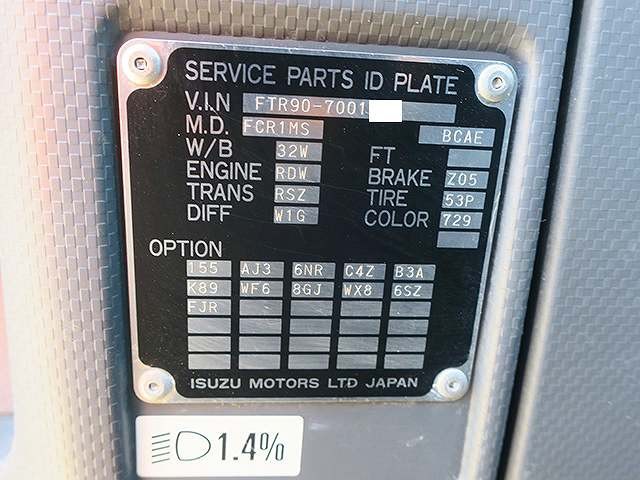 SERVICE PARTS ID PLATE
V.I.N FTR90-7001
M.D. FCR1MS BCAE
W/B 32W FT
ENGINE RDW BRAKE Z05
TRANS RSZ TIRE 53P
DIFF W1G COLOR 729
OPTION
155 AJ3 6NR C4Z B3A
K89 WF6 8GJ WX8 6SZ
FJR
ISUZU MOTORS LTD JAPAN
1.4%